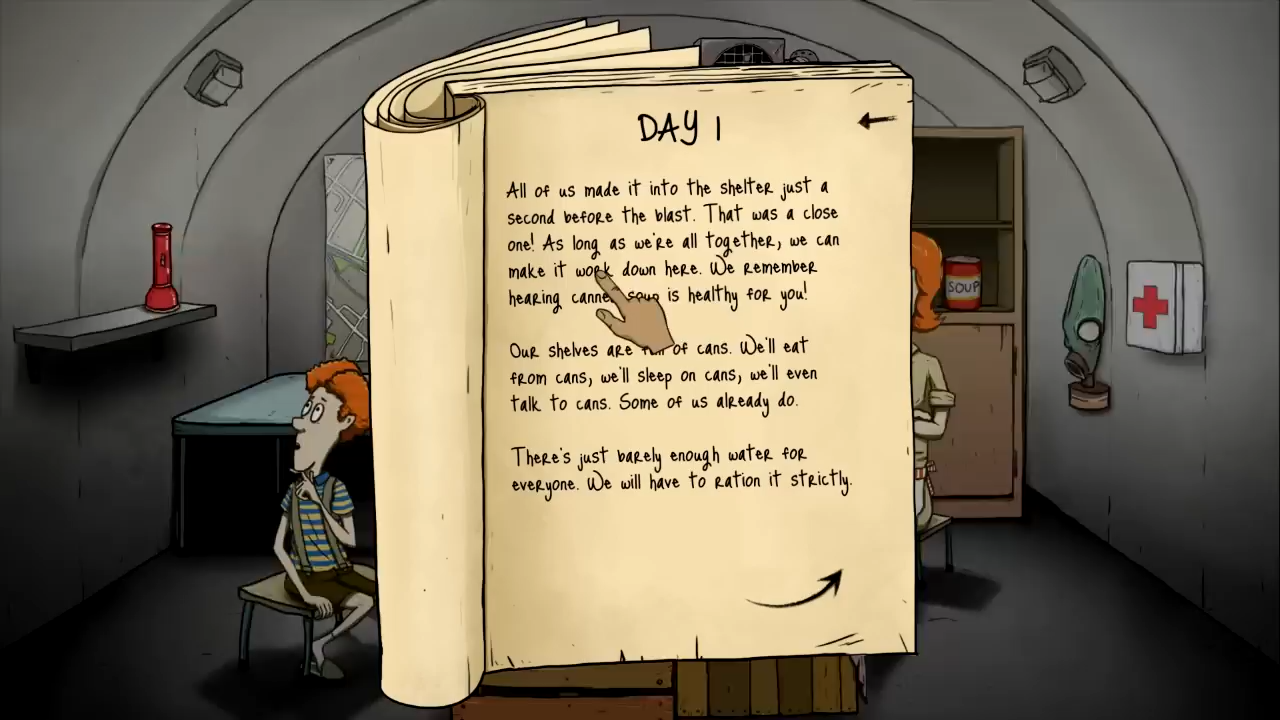 DAY 1
All of us made it into the shelter just a
second before the blast. That was a close
one! As long as we're all together, we can
make it work down here. We remember
hearing canned soup is healthy for you!
Our shelves are full of cans. We'll eat
from cans, we'll sleep on cans, we'll even
talk to cans. Some of us already do.
There's just barely enough water for
everyone. We will have to ration it strictly.
SOUP